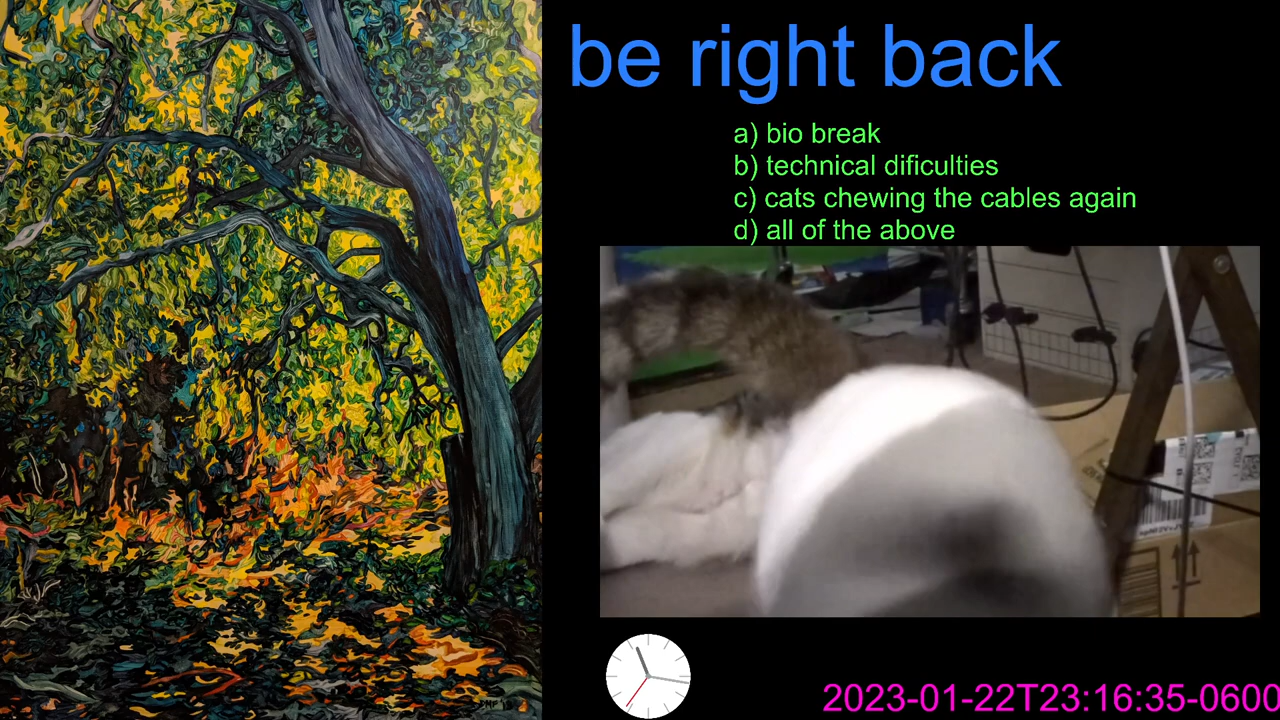 be right back
a) bio break
b) technical dificulties
c) cats chewing the cables again
d) all of the above
2023-01-22T23:16:35-0600